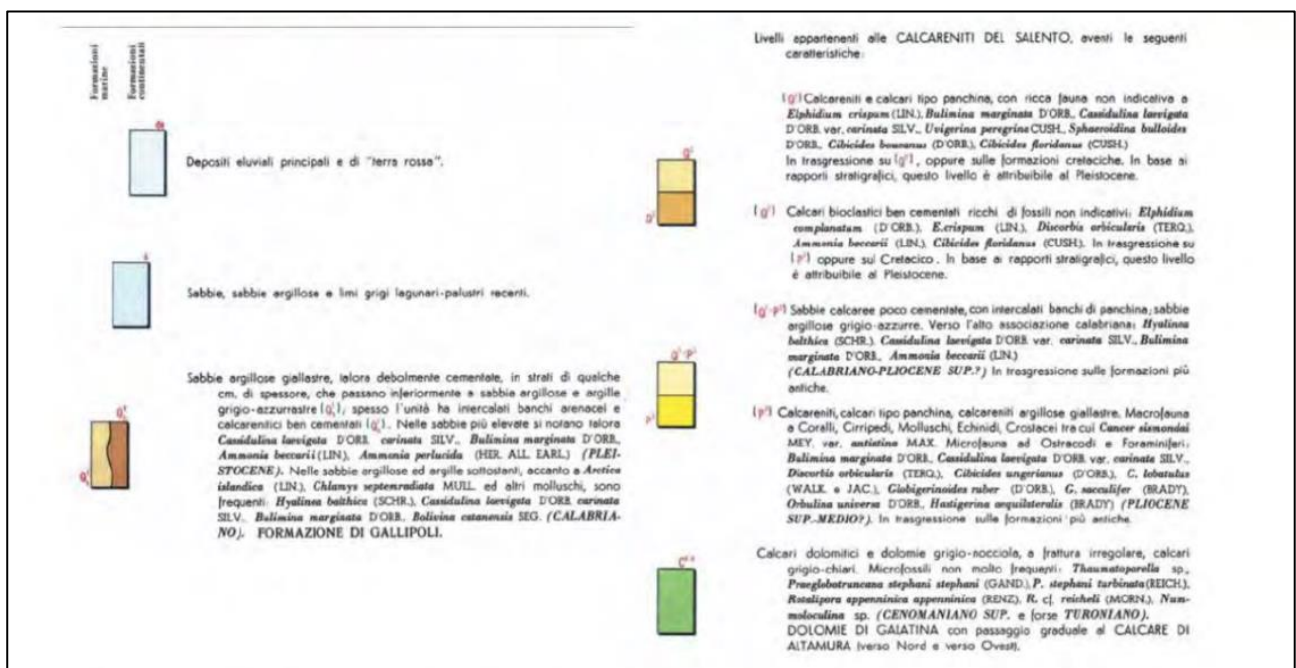 Formazioni
marine
Formazioni
continentali
de
Depositi eluviali principali e di "terra rossa".
s
Sabbie, sabbie argillose e limi grigi lagunari-palustri recenti.
Sabbie argillose giallastre, talora debolmente cementate, in strati di qualche
cm. di spessore, che passano inferiormente a sabbie argillose e argille
grigio-azzurrastre, spesso l'unità ha intercalati banchi arenacei e
calcarenitici ben cementati. Nelle sabbie più elevate si notano talora
Cassidulina laevigata D'ORB. carinata SILV., Bulimina marginata D'ORB.,
Ammonia beccarii (LIN.), Ammonia perlucida (HER. ALL. EARL.) (PLEI-
STOCENE). Nelle sabbie argillose ed argille sottostanti, accanto a Arctica
islandica (LIN.), Chlamys septemradiata MULL. ed altri molluschi, sono
frequenti: Hyalinea balthica (SCHR.), Cassidulina laevigata D'ORB. carinata
SILV., Bulimina marginata D'ORB., Bolivina catanensis SEG. (CALABRIA-
NO). FORMAZIONE DI GALLIPOLI.
Livelli appartenenti alle CALCARENITI DEL SALENTO, aventi le seguenti
caratteristiche:
Calcareniti e calcari tipo panchina, con ricca fauna non indicativa a
Elphidium crispum (LIN.), Bulimina marginata D'ORB., Cassidulina laevigata
D'ORB. var. carinata SILV., Uvigerina peregrina CUSH., Sphaeroidina bulloides
D'ORB., Cibicides boueanus (D'ORB.), Cibicides floridanus (CUSH.)
In trasgressione su, oppure sulle formazioni cretaciche. In base ai
rapporti stratigrafici, questo livello è attribuibile al Pleistocene.
Calcari bioclastici ben cementati ricchi di fossili non indicativi: Elphidium
complanatum (D'ORB.), E. crispum (LIN.), Discorbis orbicularis (TERQ.),
Ammonia beccarii (LIN.), Cibicides floridanus (CUSH.). In trasgressione su
oppure sul Cretacico. In base ai rapporti stratigrafici, questo livello
è attribuibile al Pleistocene.
Sabbie calcaree poco cementate, con intercalati banchi di panchina; sabbie
argillose grigio-azzurre. Verso l'alto associazione calabriana: Hyalinea
balthica (SCHR.), Cassidulina laevigata D'ORB. var. carinata SILV., Bulimina
marginata D'ORB., Ammonia beccarii (LIN.)
(CALABRIANO-PLIOCENE SUP.?) In trasgressione sulle formazioni più
antiche.
Calcareniti, calcari tipo panchina, calcareniti argillose giallastre. Macrofauna
a Coralli, Cirripedi, Molluschi, Echinidi, Crostacei tra cui Cancer sismondai
MEY. var. antiatina MAX. Microfauna ad Ostracodi e Foraminiferi:
Bulimina marginata D'ORB., Cassidulina laevigata D'ORB. var. carinata SILV.,
Discorbis orbicularis (TERQ.), Cibicides ungerianus (D'ORB.), C. lobatulus
(WALK. e JAC.), Globigerinoides ruber (D'ORB.), G. sacculifer (BRADY),
Orbulina universa D'ORB., Hastigerina aequilateralis (BRADY) (PLIOCENE
SUP.-MEDIO?). In trasgressione sulle formazioni più antiche.
Calcari dolomitici e dolomie grigio-nocciola, a frattura irregolare, calcari
grigio-chiari. Microfossili non molto frequenti: Thaumatoporella sp.,
Praeglobotruncana stephani stephani (GAND.), P. stephani turbinata (REICH.),
Rotalipora appenninica appenninica (RENZ), R. cf. reicheli (MORN.), Num-
moloculina sp. (CENOMANIANO SUP. e forse TURONIANO).
DOLOMIE DI GALATINA con passaggio graduale al CALCARE DI
ALTAMURA (verso Nord e verso Ovest).